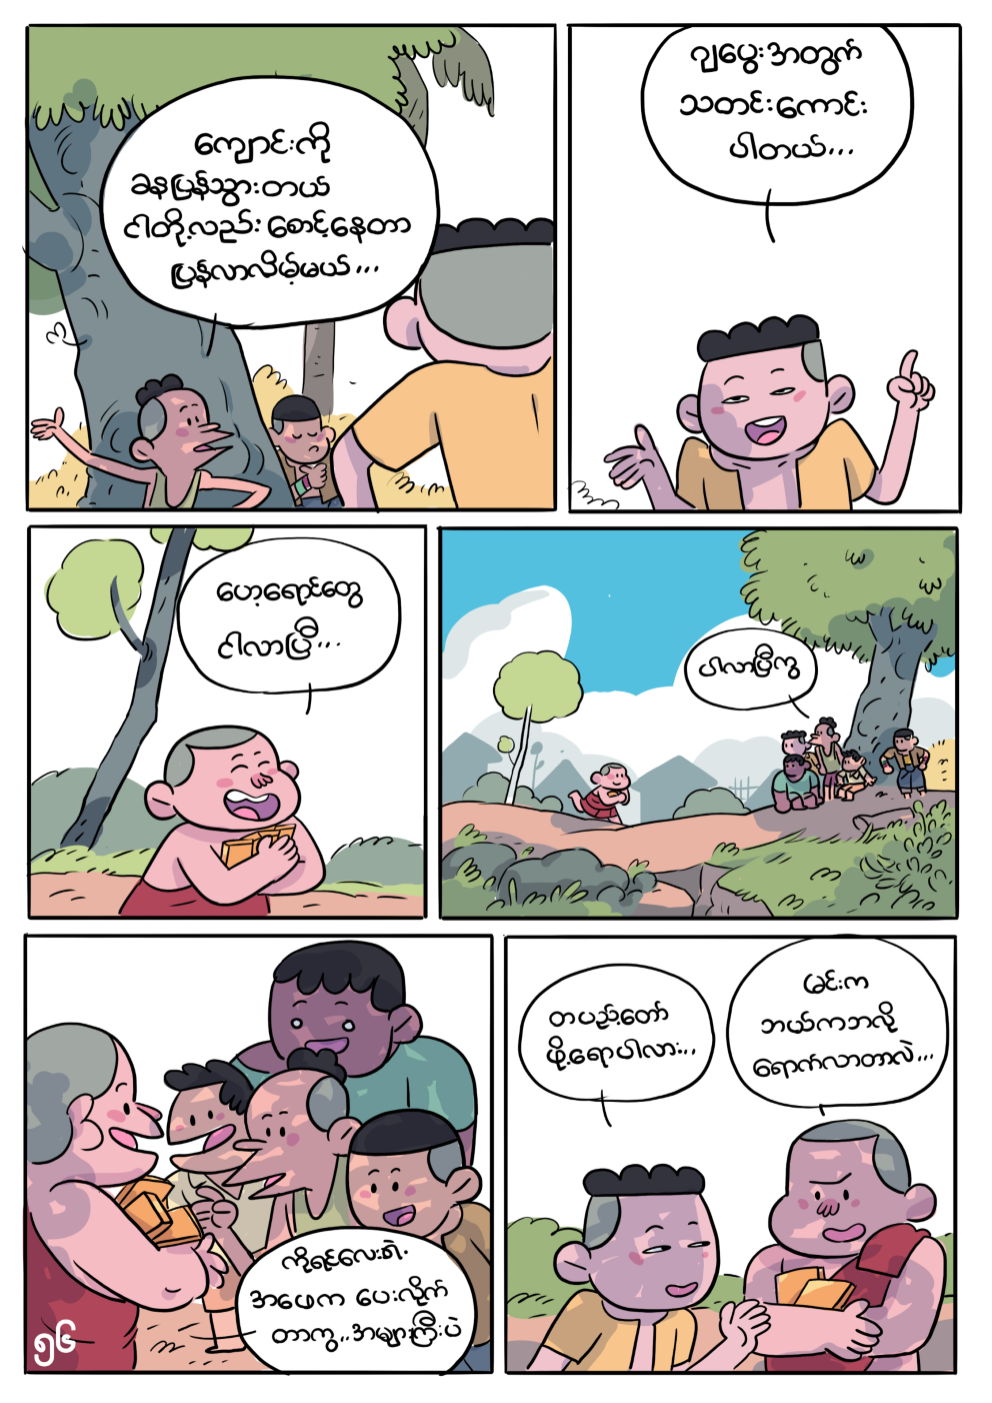 ကျောင်းကို
ခနပြန်သွားတယ်
ငါတို့လည်းစောင့်နေတာ
ပြန်လာလိမ့်မယ်...
ဂျပွေးအတွက်
သတင်းကောင်း
ပါတယ်...
ဟေ့ရောင်တွေ
ငါလာပြီ...
ပါလာပြီကွ
ကိုရင်လေးရဲ့
အဖေက ပေးလိုက်
တာကွ..အများကြီးပဲ
တပည့်တော်
ဖို့ရောပါလား...
မင်းက
ဘယ်ကဘလို
ရောက်လာတာလဲ...
၅၆